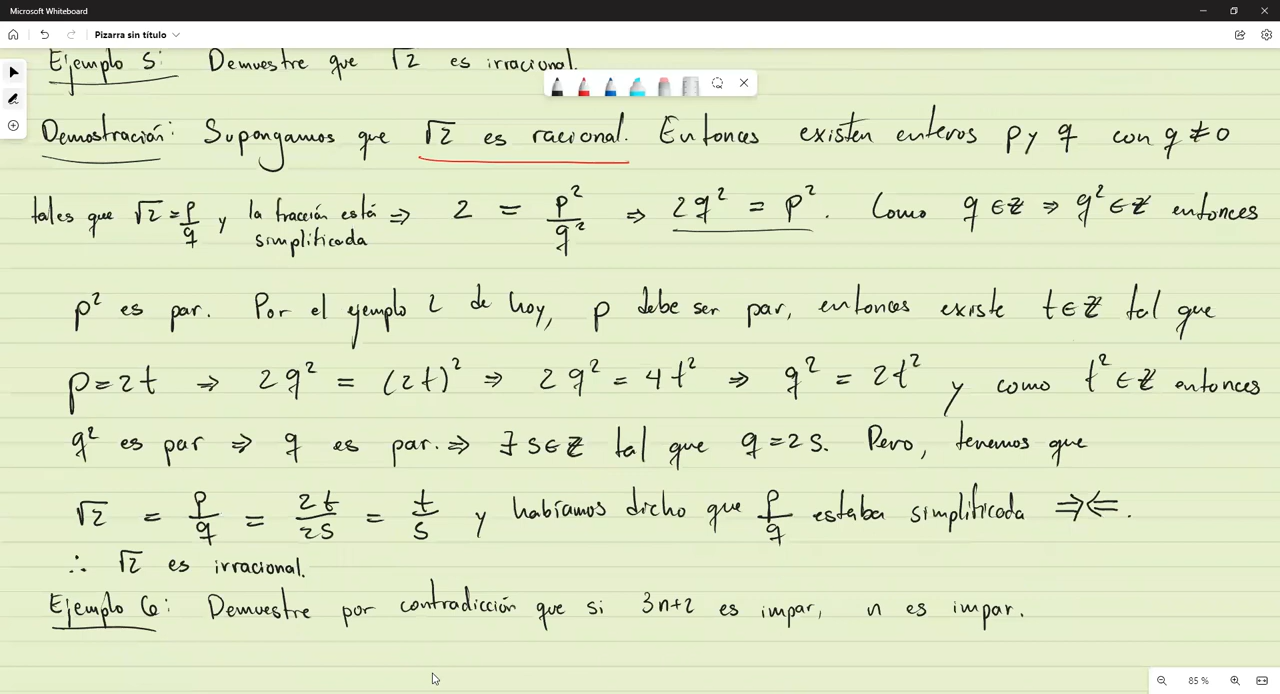 Microsoft Whiteboard
Pizarra sin título
Ejemplo 5: Demuestre que √2 es irracional.
Demostración: Supongamos que √2 es racional. Entonces existen enteros p y q con q ≠ 0
tales que √2 = p/q y la fracción está simplificada ⇒ 2 = p²/q² ⇒ 2q² = p². Como q ∈ ℤ ⇒ q² ∈ ℤ entonces
p² es par. Por el ejemplo 2 de hoy, p debe ser par, entonces existe t ∈ ℤ tal que
p = 2t ⇒ 2q² = (2t)² ⇒ 2q² = 4t² ⇒ q² = 2t² y como t² ∈ ℤ entonces
q² es par ⇒ q es par. ⇒ ∃ s ∈ ℤ tal que q = 2s. Pero, tenemos que
√2 = p/q = 2t/2s = t/s y habíamos dicho que p/q estaba simplificada ⇒⇐.
∴ √2 es irracional.
Ejemplo 6: Demuestre por contradicción que si 3n+2 es impar, n es impar.
85 %